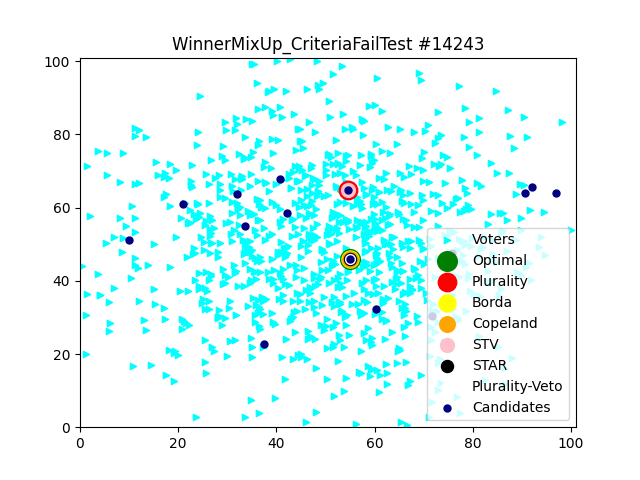 WinnerMixUp_CriteriaFailTest #14243
100
80
60
40
20
0
0 20 40 60 80 100
Voters
Optimal
Plurality
Borda
Copeland
STV
STAR
Plurality-Veto
Candidates